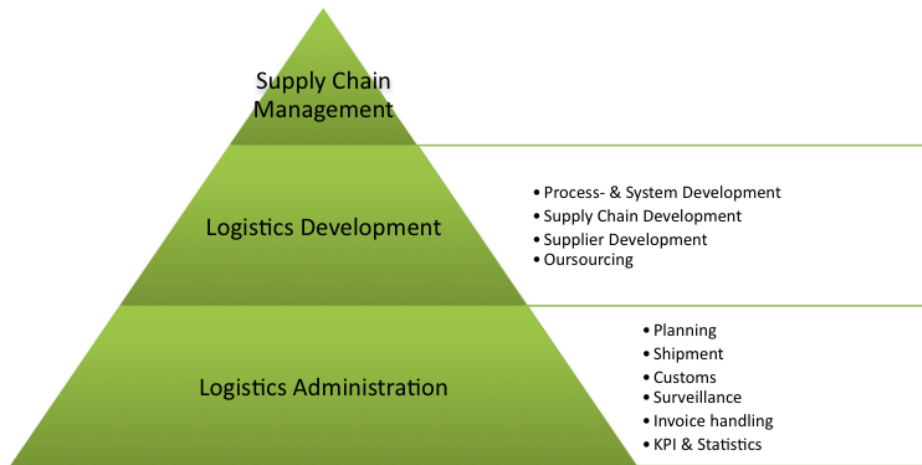 Supply Chain
Management
Logistics Development
• Process- & System Development
• Supply Chain Development
• Supplier Development
• Oursourcing
Logistics Administration
• Planning
• Shipment
• Customs
• Surveillance
• Invoice handling
• KPI & Statistics